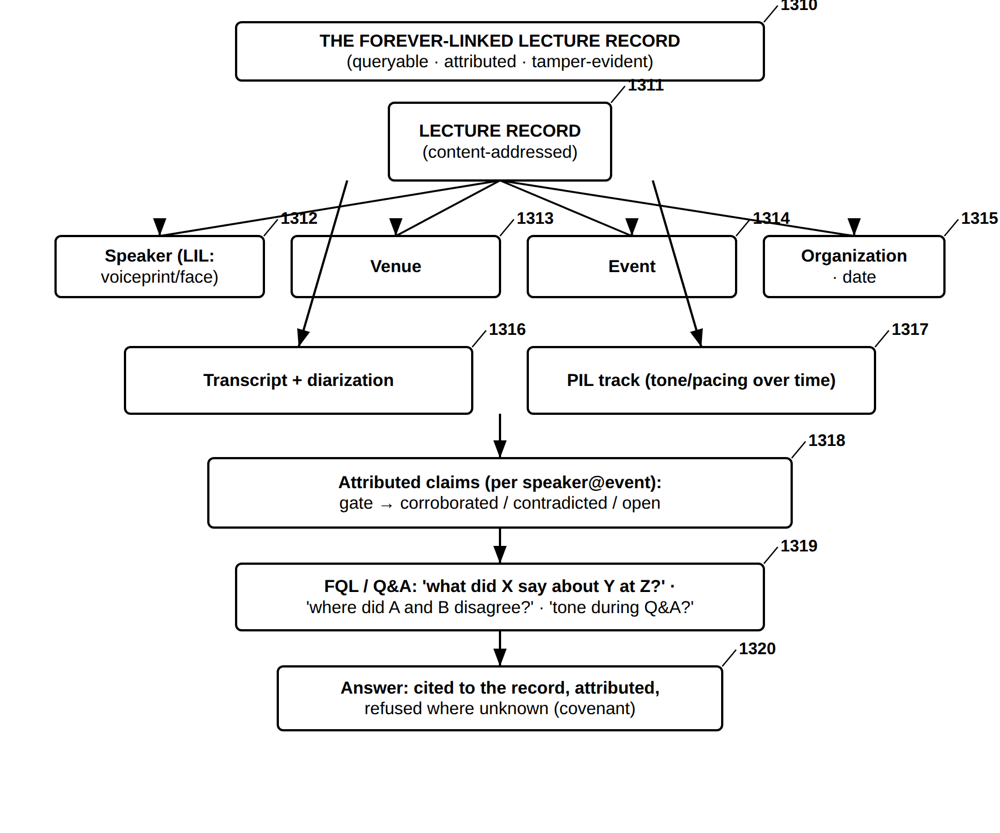 1310
THE FOREVER-LINKED LECTURE RECORD
(queryable · attributed · tamper-evident)
1311
LECTURE RECORD
(content-addressed)
1312
1313
1314
1315
Speaker (LIL:
voiceprint/face)
Venue
Event
Organization
· date
1316
1317
Transcript + diarization
PIL track (tone/pacing over time)
1318
Attributed claims (per speaker@event):
gate → corroborated / contradicted / open
1319
FQL / Q&A: 'what did X say about Y at Z?' ·
'where did A and B disagree?' · 'tone during Q&A?'
1320
Answer: cited to the record, attributed,
refused where unknown (covenant)